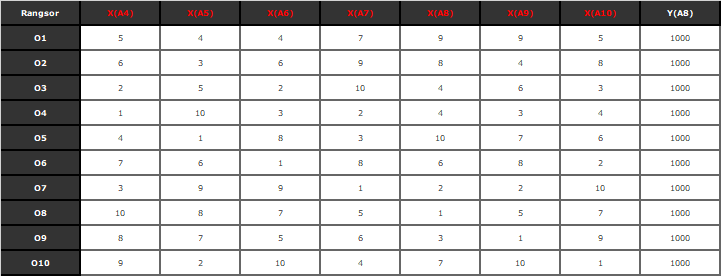 Rangsor X(A4) X(A5) X(A6) X(A7) X(A8) X(A9) X(A10) Y(A8)
O1 5 4 4 7 9 9 5 1000
O2 6 3 6 9 8 4 8 1000
O3 2 5 2 10 4 6 3 1000
O4 1 10 3 2 4 3 4 1000
O5 4 1 8 3 10 7 6 1000
O6 7 6 1 8 6 8 2 1000
O7 3 9 9 1 2 2 10 1000
O8 10 8 7 5 1 5 7 1000
O9 8 7 5 6 3 1 9 1000
O10 9 2 10 4 7 10 1 1000